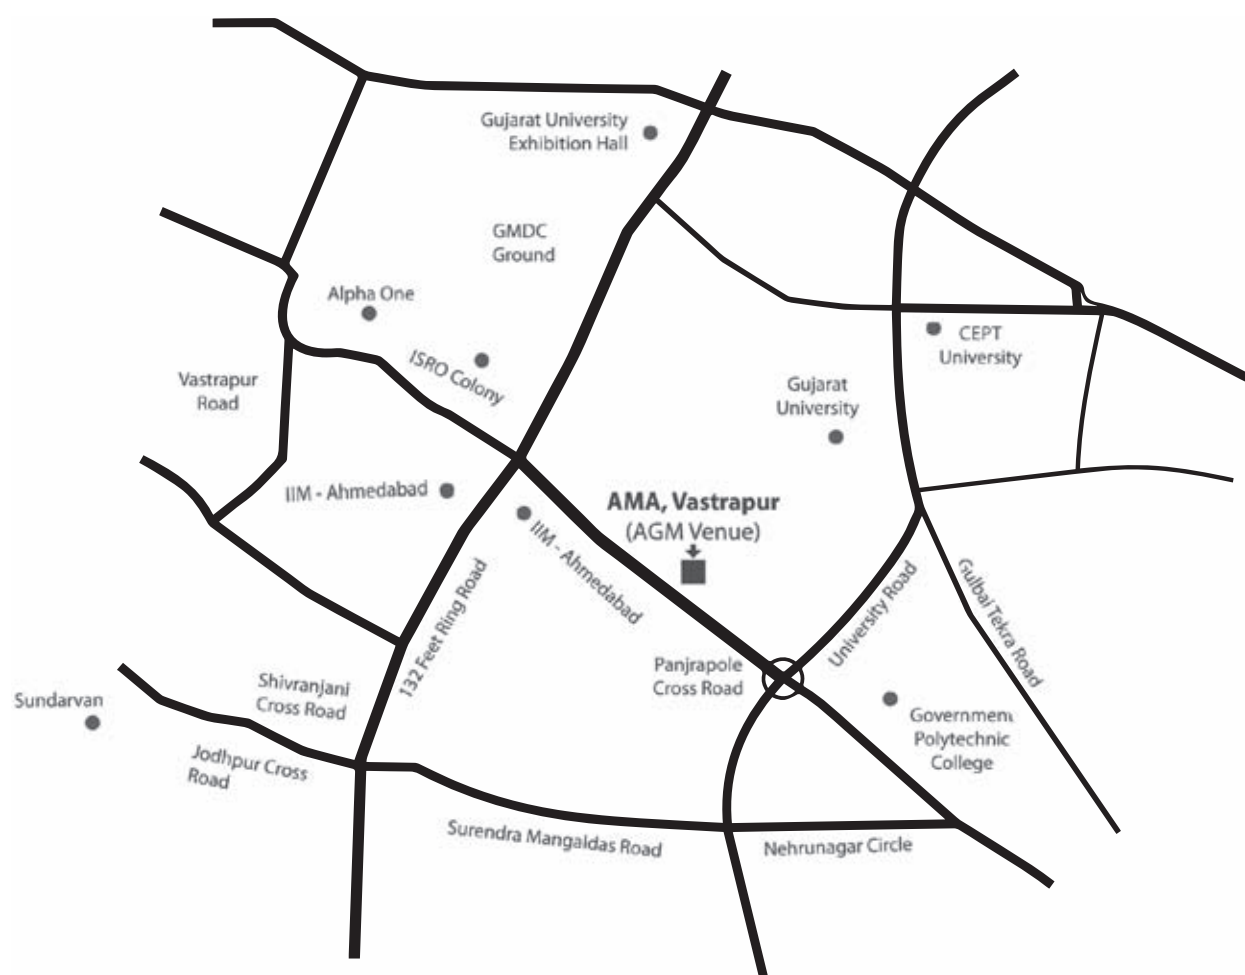 Gujarat University
Exhibition Hall
GMDC
Ground
Alpha One
ISRO Colony
CEPT
University
Vastrapur
Road
Gujarat
University
IIM - Ahmedabad
AMA, Vastrapur
(AGM Venue)
IIM - Ahmedabad
132 Feet Ring Road
University Road
Gulbai Tekra Road
Panjrapole
Cross Road
Shivranjani
Cross Road
Sundarvan
Government
Polytechnic
College
Jodhpur Cross
Road
Surendra Mangaldas Road
Nehrunagar Circle